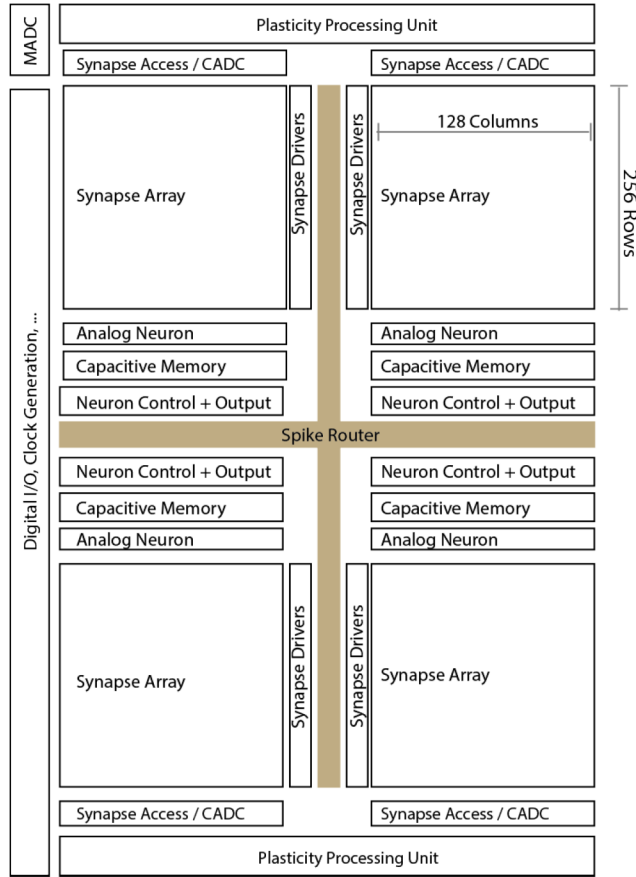 MADC
Plasticity Processing Unit
Synapse Access / CADC
Synapse Access / CADC
Digital I/O, Clock Generation, ...
Synapse Array
Synapse Drivers
Synapse Drivers
128 Columns
Synapse Array
256 Rows
Analog Neuron
Analog Neuron
Capacitive Memory
Capacitive Memory
Neuron Control + Output
Neuron Control + Output
Spike Router
Neuron Control + Output
Neuron Control + Output
Capacitive Memory
Capacitive Memory
Analog Neuron
Analog Neuron
Synapse Array
Synapse Drivers
Synapse Drivers
Synapse Array
Synapse Access / CADC
Synapse Access / CADC
Plasticity Processing Unit